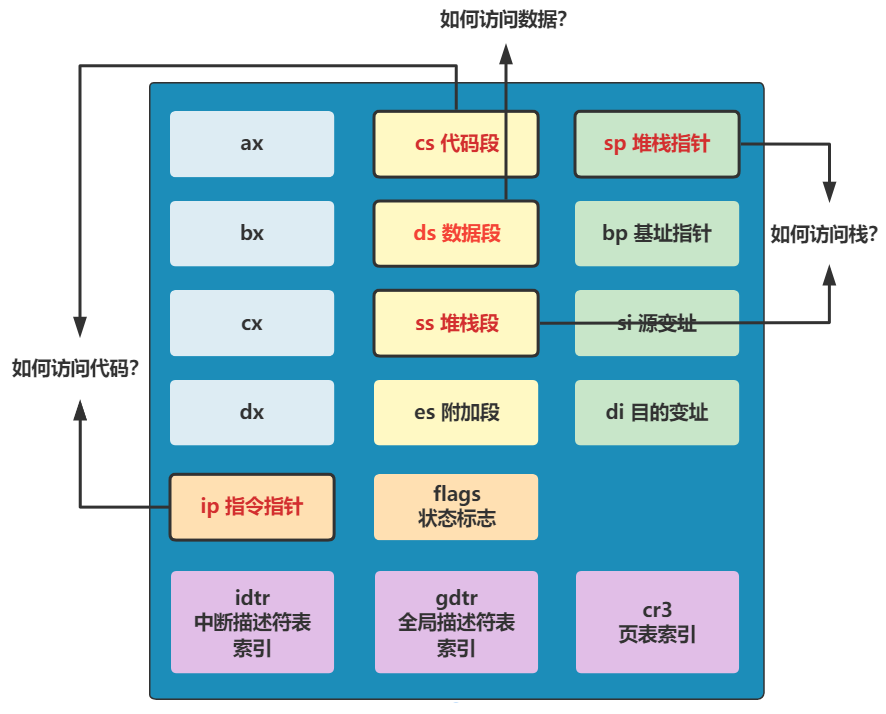 如何访问数据？
ax
cs 代码段
sp 堆栈指针
bx
ds 数据段
bp 基址指针
如何访问栈？
cx
ss 堆栈段
si 源变址
如何访问代码？
dx
es 附加段
di 目的变址
ip 指令指针
flags
状态标志
idtr
中断描述符表
索引
gdtr
全局描述符表
索引
cr3
页表索引